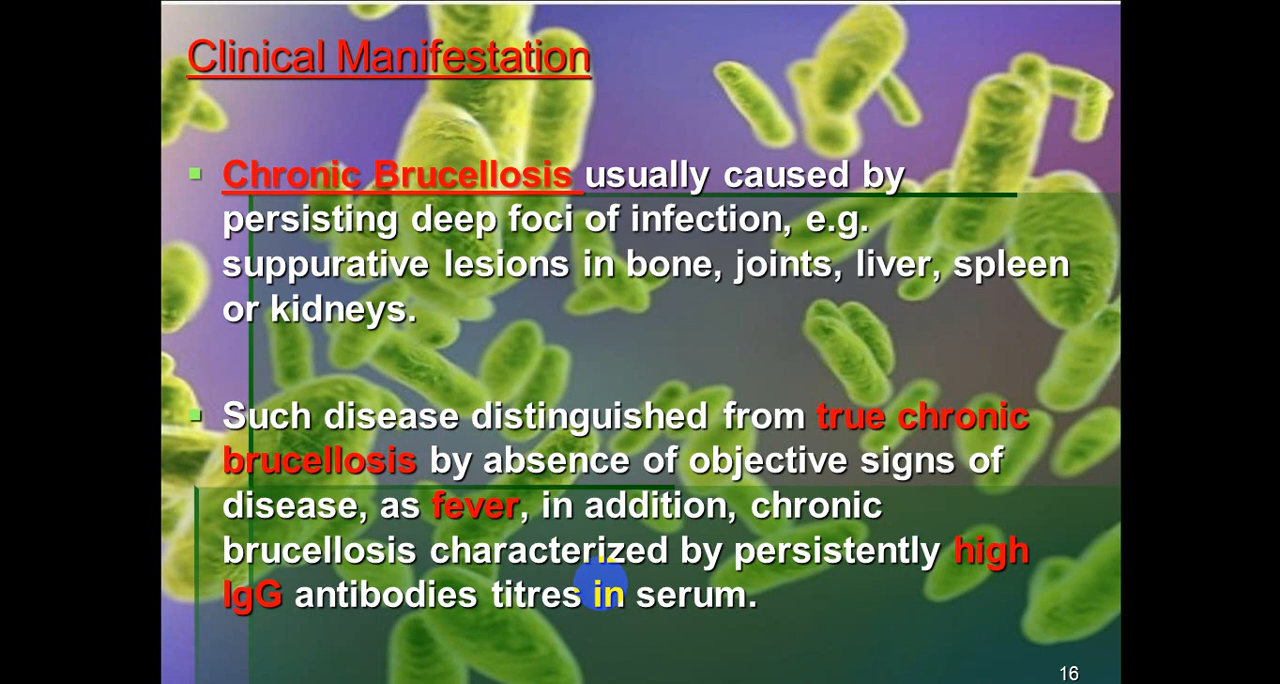 Clinical Manifestation
Chronic Brucellosis usually caused by
persisting deep foci of infection, e.g.
suppurative lesions in bone, joints, liver, spleen
or kidneys.
Such disease distinguished from true chronic
brucellosis by absence of objective signs of
disease, as fever, in addition, chronic
brucellosis characterized by persistently high
IgG antibodies titres in serum.
16